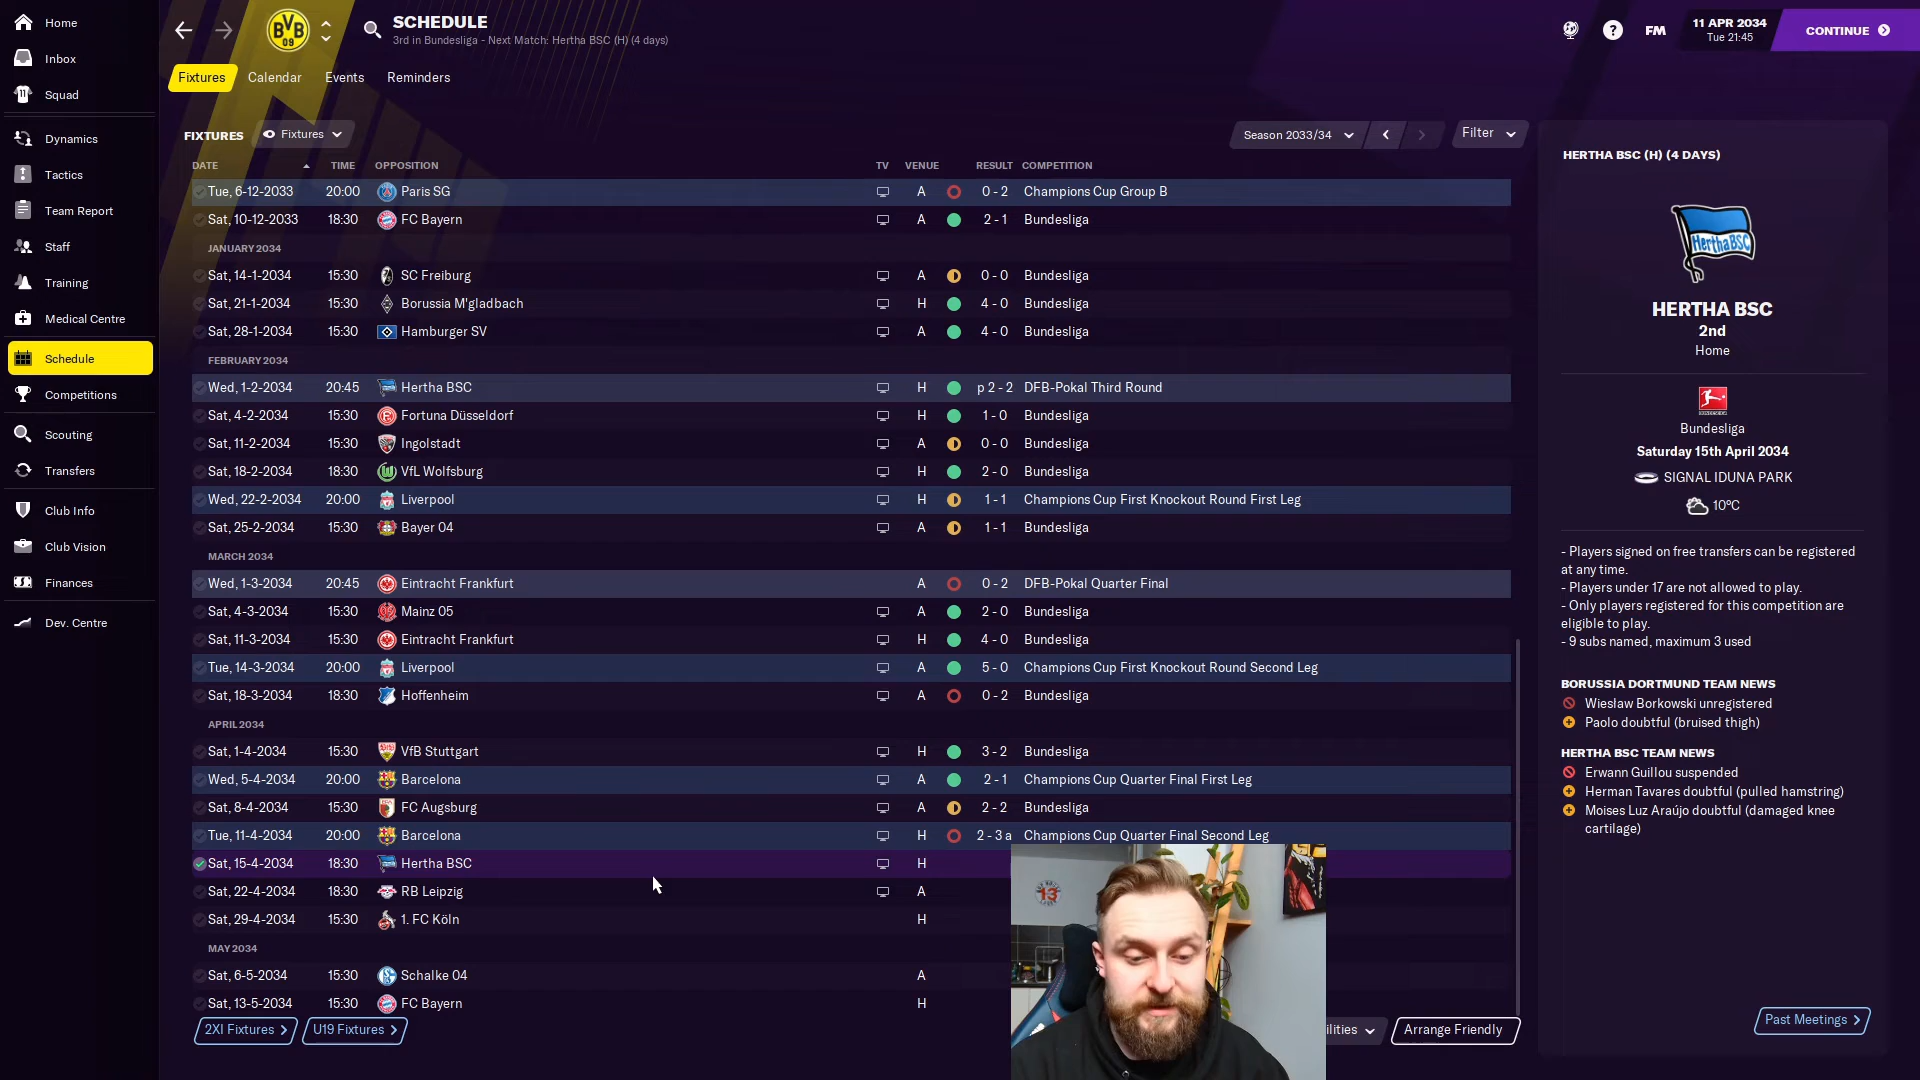 Home
Inbox
Squad
Dynamics
Tactics
Team Report
Staff
Training
Medical Centre
Schedule
Competitions
Scouting
Transfers
Club Info
Club Vision
Finances
Dev. Centre
BVB
09
SCHEDULE
3rd in Bundesliga - Next Match: Hertha BSC (H) (4 days)
FM
11 APR 2034
Tue 21:45
CONTINUE
Fixtures Calendar Events Reminders
FIXTURES Fixtures Season 2033/34 Filter
DATE TIME OPPOSITION TV VENUE RESULT COMPETITION
Tue, 6-12-2033 20:00 Paris SG A 0 - 2 Champions Cup Group B
Sat, 10-12-2033 18:30 FC Bayern A 2 - 1 Bundesliga
JANUARY 2034
Sat, 14-1-2034 15:30 SC Freiburg A 0 - 0 Bundesliga
Sat, 21-1-2034 15:30 Borussia M'gladbach H 4 - 0 Bundesliga
Sat, 28-1-2034 15:30 Hamburger SV A 4 - 0 Bundesliga
FEBRUARY 2034
Wed, 1-2-2034 20:45 Hertha BSC H p 2 - 2 DFB-Pokal Third Round
Sat, 4-2-2034 15:30 Fortuna Düsseldorf H 1 - 0 Bundesliga
Sat, 11-2-2034 15:30 Ingolstadt A 0 - 0 Bundesliga
Sat, 18-2-2034 18:30 VfL Wolfsburg H 2 - 0 Bundesliga
Wed, 22-2-2034 20:00 Liverpool H 1 - 1 Champions Cup First Knockout Round First Leg
Sat, 25-2-2034 15:30 Bayer 04 A 1 - 1 Bundesliga
MARCH 2034
Wed, 1-3-2034 20:45 Eintracht Frankfurt A 0 - 2 DFB-Pokal Quarter Final
Sat, 4-3-2034 15:30 Mainz 05 A 2 - 0 Bundesliga
Sat, 11-3-2034 15:30 Eintracht Frankfurt H 4 - 0 Bundesliga
Tue, 14-3-2034 20:00 Liverpool A 5 - 0 Champions Cup First Knockout Round Second Leg
Sat, 18-3-2034 18:30 Hoffenheim A 0 - 2 Bundesliga
APRIL 2034
Sat, 1-4-2034 15:30 VfB Stuttgart H 3 - 2 Bundesliga
Wed, 5-4-2034 20:00 Barcelona A 2 - 1 Champions Cup Quarter Final First Leg
Sat, 8-4-2034 15:30 FC Augsburg A 2 - 2 Bundesliga
Tue, 11-4-2034 20:00 Barcelona H 2 - 3 a Champions Cup Quarter Final Second Leg
Sat, 15-4-2034 18:30 Hertha BSC H
Sat, 22-4-2034 18:30 RB Leipzig A
Sat, 29-4-2034 15:30 1. FC Köln H
MAY 2034
Sat, 6-5-2034 15:30 Schalke 04 A
Sat, 13-5-2034 15:30 FC Bayern H
2XI Fixtures U19 Fixtures ilities Arrange Friendly
13
HERTHA BSC (H) (4 DAYS)
Hertha BSC
HERTHA BSC
2nd
Home
Bundesliga
Saturday 15th April 2034
SIGNAL IDUNA PARK
10°C
- Players signed on free transfers can be registered
at any time.
- Players under 17 are not allowed to play.
- Only players registered for this competition are
eligible to play.
- 9 subs named, maximum 3 used
BORUSSIA DORTMUND TEAM NEWS
Wieslaw Borkowski unregistered
Paolo doubtful (bruised thigh)
HERTHA BSC TEAM NEWS
Erwann Guillou suspended
Herman Tavares doubtful (pulled hamstring)
Moises Luz Araújo doubtful (damaged knee
cartilage)
Past Meetings